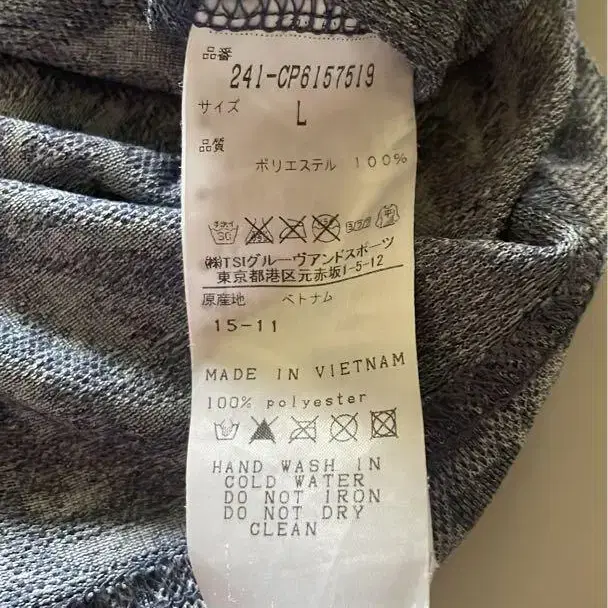 品番
241-CP6157519
サイズ
L
品質
ポリエステル 100%
㈱TSIグルーヴアンドスポーツ
東京都港区元赤坂1-5-12
原産地 ベトナム
15-11
MADE IN VIETNAM
100% polyester
HAND WASH IN
COLD WATER
DO NOT IRON
DO NOT DRY
CLEAN